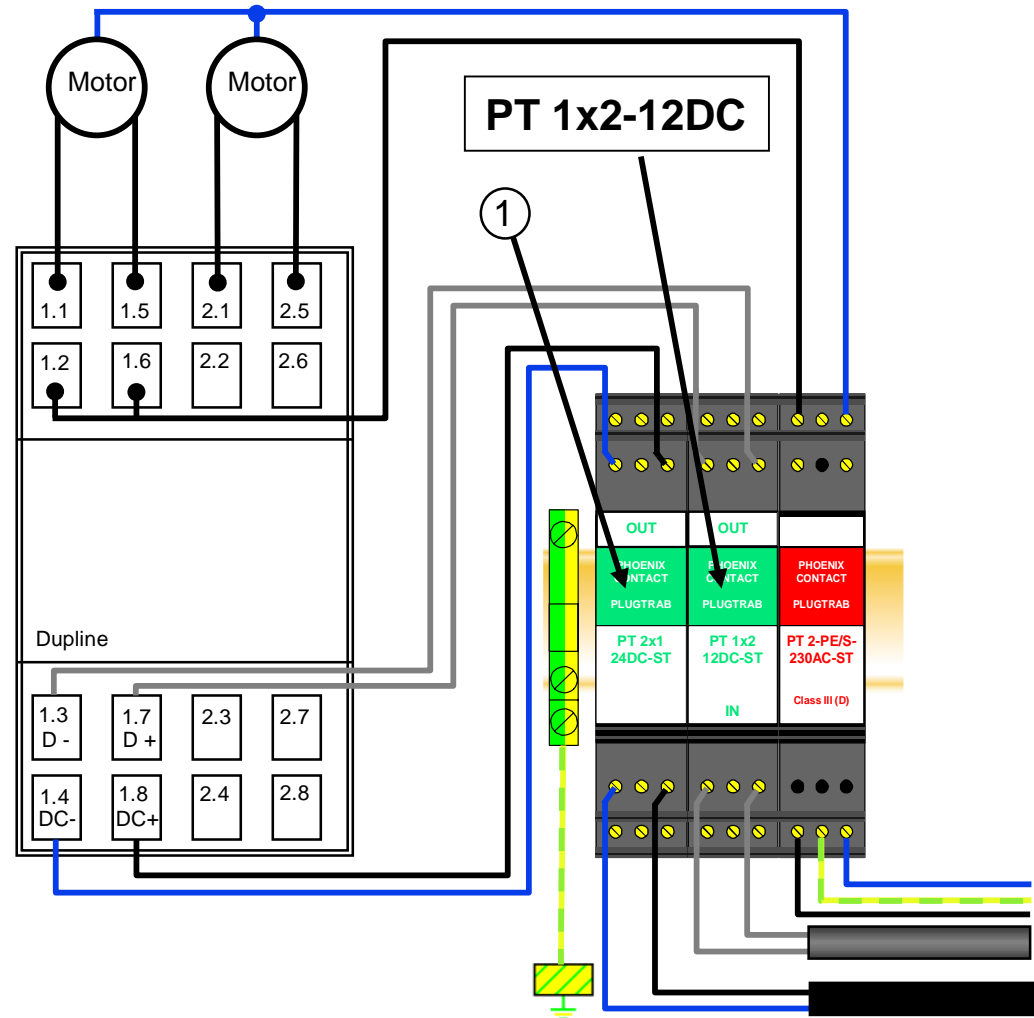 Motor
Motor
PT 1x2-12DC
1
1.1
1.5
2.1
2.5
1.2
1.6
2.2
2.6
OUT
OUT
PHOENIX
CONTACT
PLUGTRAB
PHOENIX
CONTACT
PLUGTRAB
PHOENIX
CONTACT
PLUGTRAB
Dupline
PT 2x1
24DC-ST
PT 1x2
12DC-ST
PT 2-PE/S-
230AC-ST
Class III (D)
IN
1.3
D -
1.7
D +
2.3
2.7
1.4
DC-
1.8
DC+
2.4
2.8